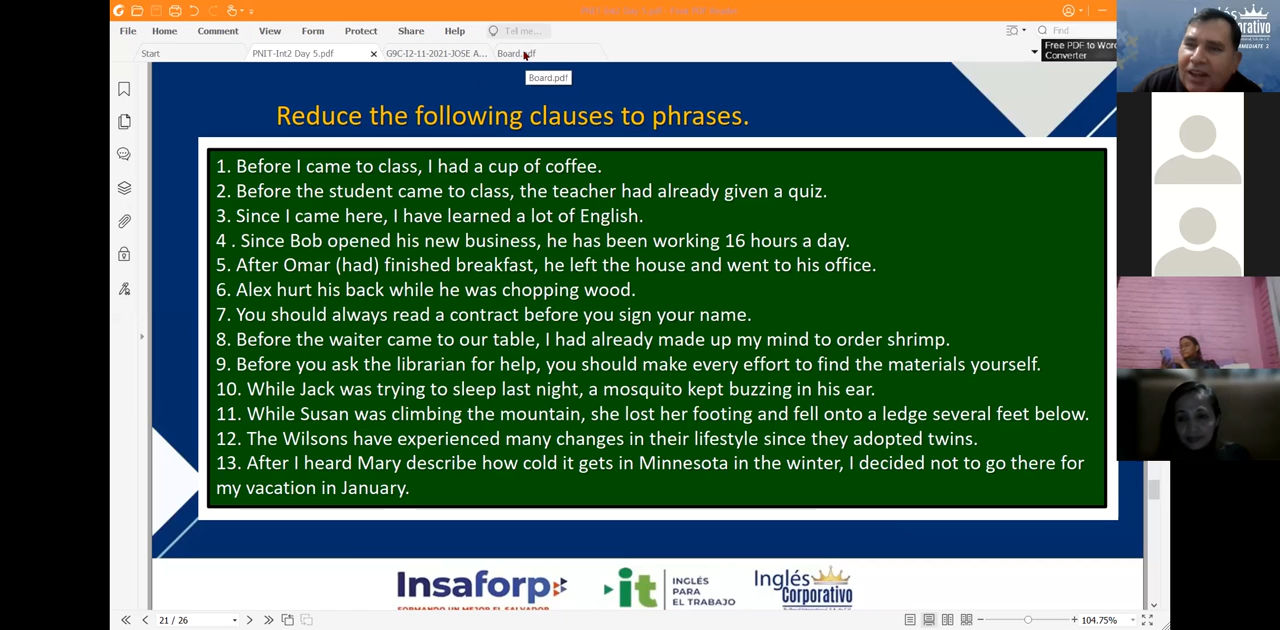 File Home Comment View Form Protect Share Help Tell me... Find
Start PNIT-Int2 Day 5.pdf G9C-I2-11-2021-JOSE A... Board.pdf
Free PDF to Word
Converter
Board.pdf
Inglés
Reduce the following clauses to phrases.
1. Before I came to class, I had a cup of coffee.
2. Before the student came to class, the teacher had already given a quiz.
3. Since I came here, I have learned a lot of English.
4 . Since Bob opened his new business, he has been working 16 hours a day.
5. After Omar (had) finished breakfast, he left the house and went to his office.
6. Alex hurt his back while he was chopping wood.
7. You should always read a contract before you sign your name.
8. Before the waiter came to our table, I had already made up my mind to order shrimp.
9. Before you ask the librarian for help, you should make every effort to find the materials yourself.
10. While Jack was trying to sleep last night, a mosquito kept buzzing in his ear.
11. While Susan was climbing the mountain, she lost her footing and fell onto a ledge several feet below.
12. The Wilsons have experienced many changes in their lifestyle since they adopted twins.
13. After I heard Mary describe how cold it gets in Minnesota in the winter, I decided not to go there for
my vacation in January.
Insaforp
it INGLÉS
PARA
EL TRABAJO
Inglés
Corporativo
21 / 26
104.75%